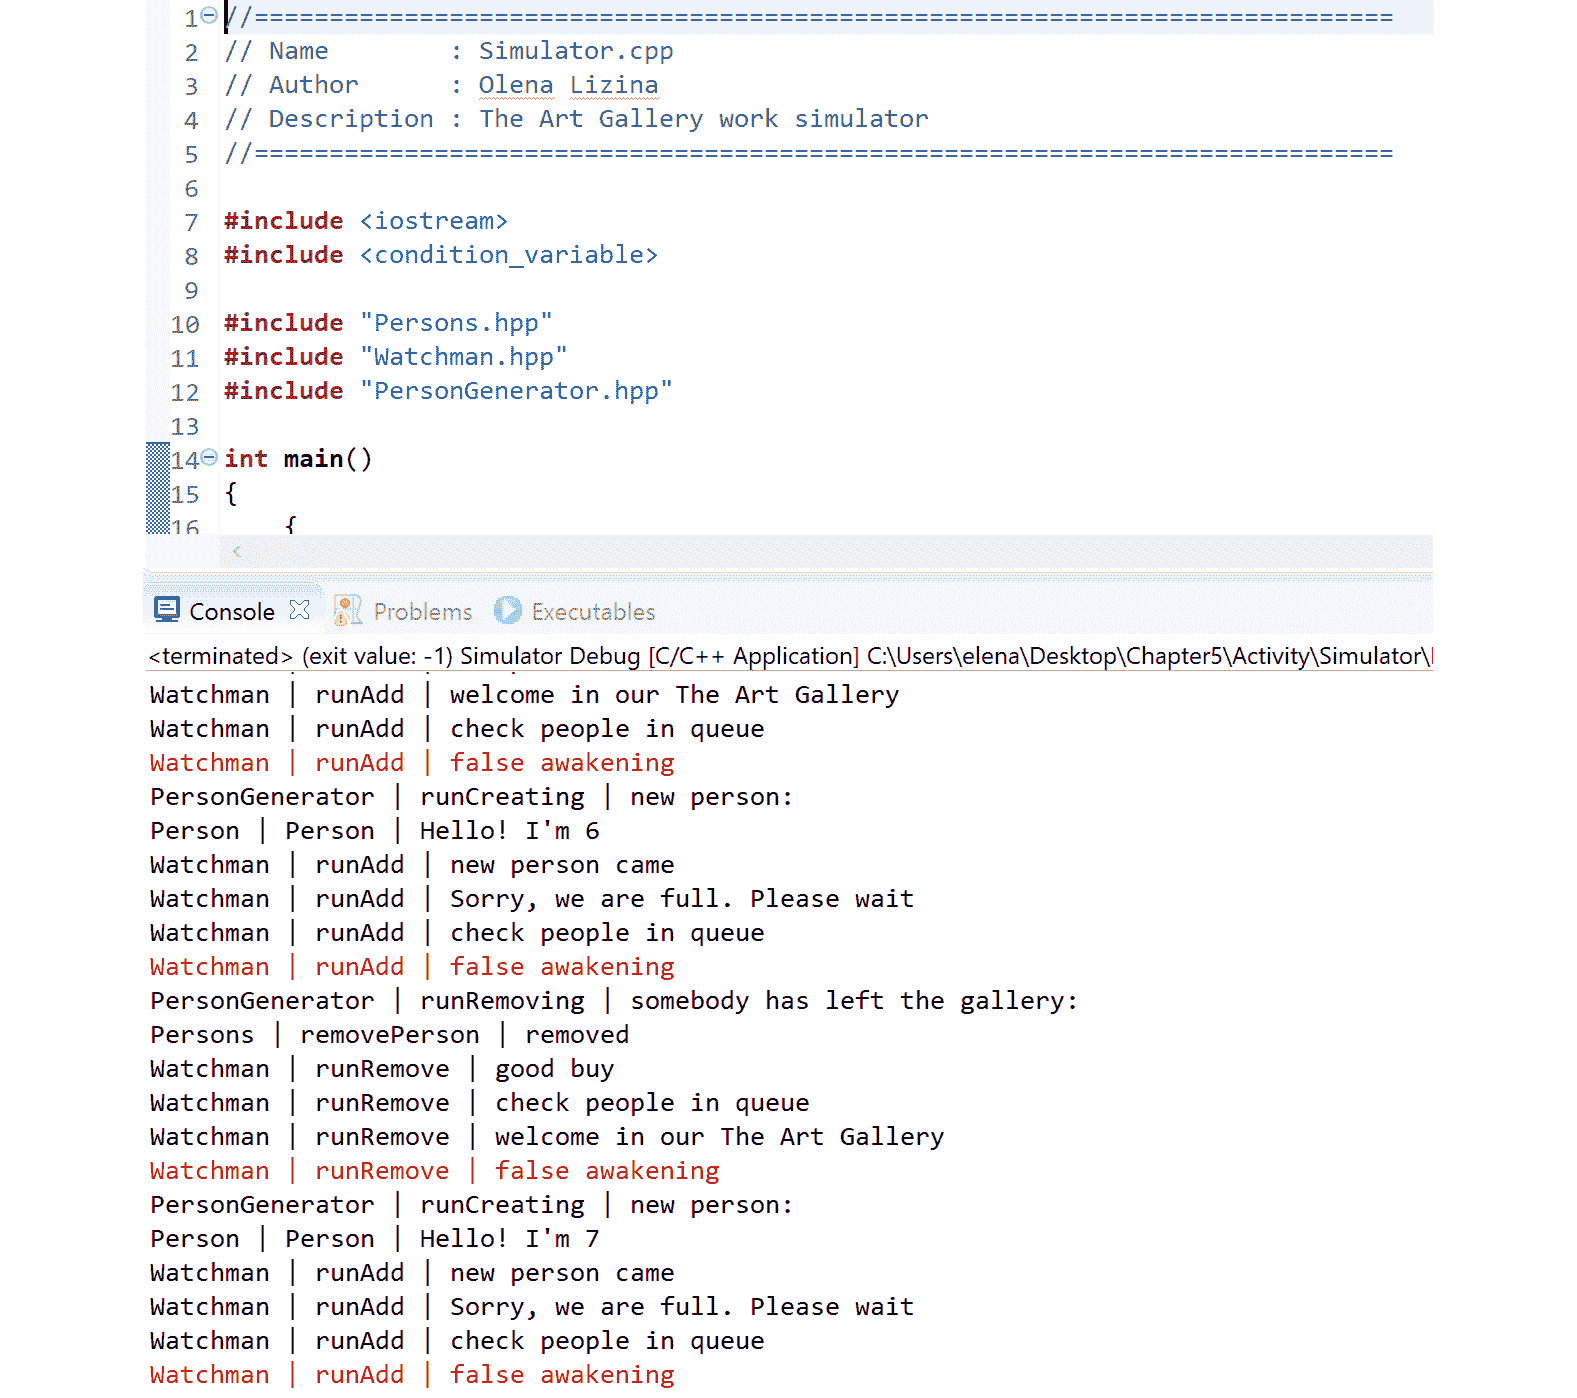 1 //============================================================================
2 // Name        : Simulator.cpp
3 // Author      : Olena Lizina
4 // Description : The Art Gallery work simulator
5 //============================================================================
6
7 #include <iostream>
8 #include <condition_variable>
9
10 #include "Persons.hpp"
11 #include "Watchman.hpp"
12 #include "PersonGenerator.hpp"
13
14 int main()
15 {
16     {
Console Problems Executables
<terminated> (exit value: -1) Simulator Debug [C/C++ Application] C:\Users\elena\Desktop\Chapter5\Activity\Simulator\
Watchman | runAdd | welcome in our The Art Gallery
Watchman | runAdd | check people in queue
Watchman | runAdd | false awakening
PersonGenerator | runCreating | new person:
Person | Person | Hello! I'm 6
Watchman | runAdd | new person came
Watchman | runAdd | Sorry, we are full. Please wait
Watchman | runAdd | check people in queue
Watchman | runAdd | false awakening
PersonGenerator | runRemoving | somebody has left the gallery:
Persons | removePerson | removed
Watchman | runRemove | good buy
Watchman | runRemove | check people in queue
Watchman | runRemove | welcome in our The Art Gallery
Watchman | runRemove | false awakening
PersonGenerator | runCreating | new person:
Person | Person | Hello! I'm 7
Watchman | runAdd | new person came
Watchman | runAdd | Sorry, we are full. Please wait
Watchman | runAdd | check people in queue
Watchman | runAdd | false awakening